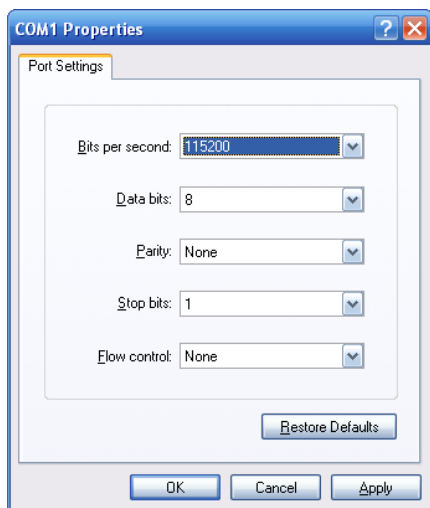 COM1 Properties
Port Settings
Bits per second: 115200
Data bits: 8
Parity: None
Stop bits: 1
Flow control: None
Restore Defaults
OK Cancel Apply